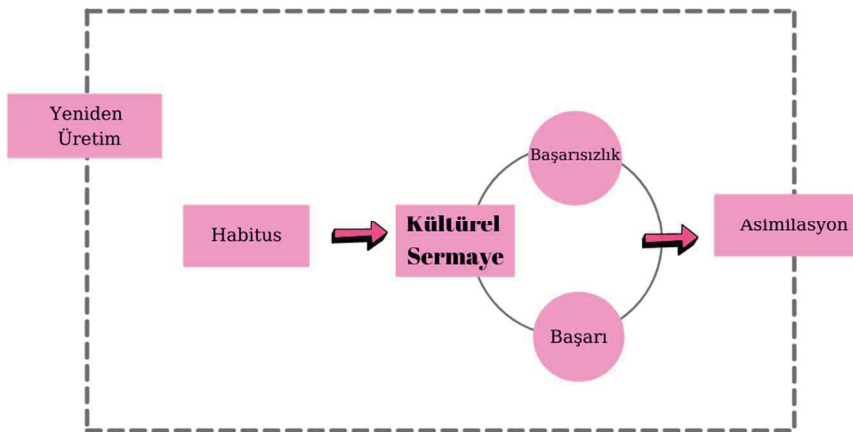 Yeniden
Üretim
Başarısızlık
Habitus
Kültürel
Sermaye
Asimilasyon
Başarı